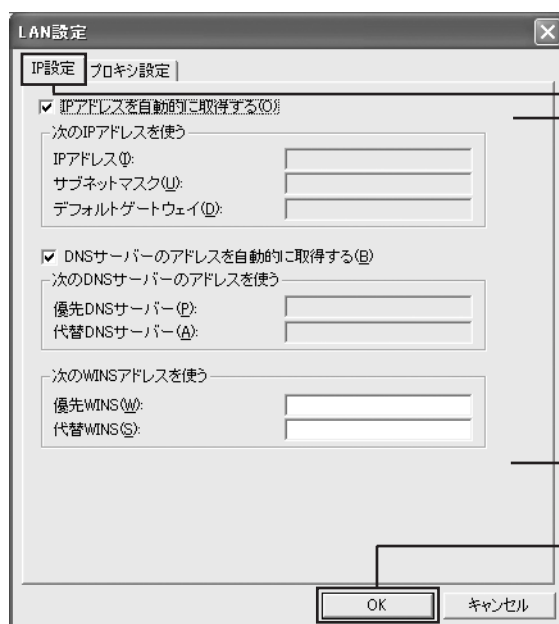 LAN設定
IP設定 プロキシ設定
IPアドレスを自動的に取得する(O)
次のIPアドレスを使う
IPアドレス(I):
サブネットマスク(U):
デフォルトゲートウェイ(D):
DNSサーバーのアドレスを自動的に取得する(B)
次のDNSサーバーのアドレスを使う
優先DNSサーバー(P):
代替DNSサーバー(A):
次のWINSアドレスを使う
優先WINS(W):
代替WINS(S):
OK キャンセル